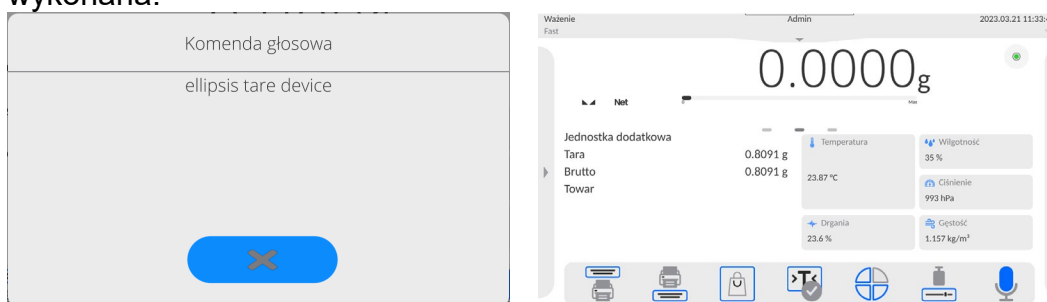 wykonana.
Komenda głosowa
ellipsis tare device
Ważenie Admin 2023.03.21 11:33:
Fast
0.0000g
Net 0 Max
Jednostka dodatkowa
Tara 0.8091 g
Brutto 0.8091 g
Towar
Temperatura
23.87 °C
Wilgotność
35 %
Ciśnienie
993 hPa
Drgania
23.6 %
Gęstość
1.157 kg/m³
>T<